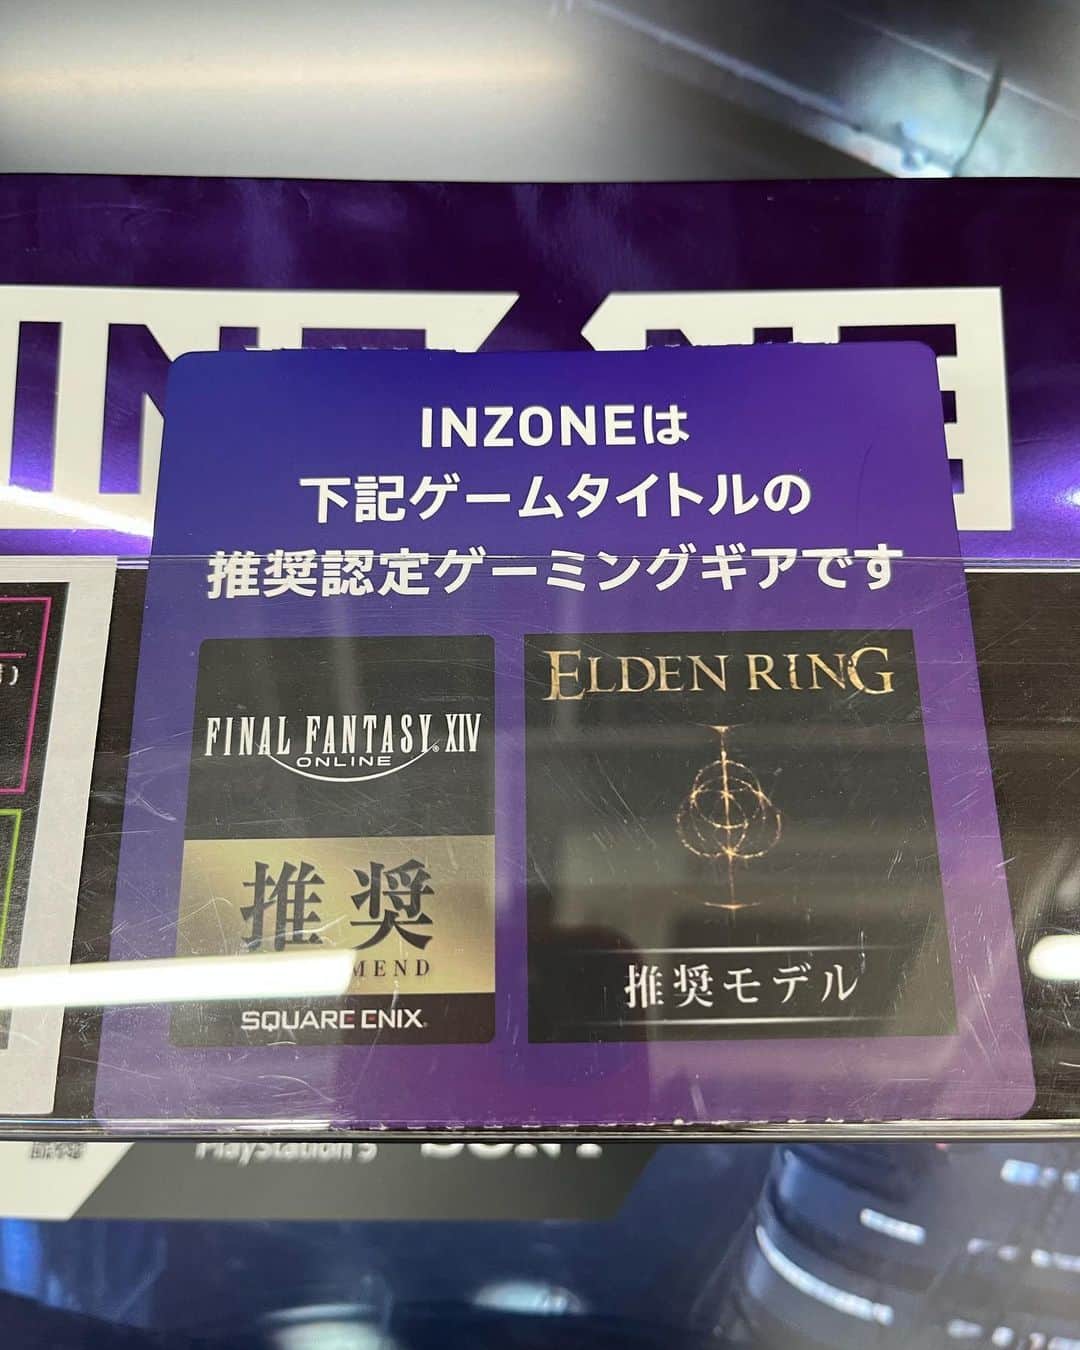 INZONEは
下記ゲームタイトルの
推奨認定ゲーミングギアです
FINAL FANTASY® XIV
ONLINE
推奨
SQUARE ENIX
ELDEN RING
推奨モデル
PlayStation 5
SONY